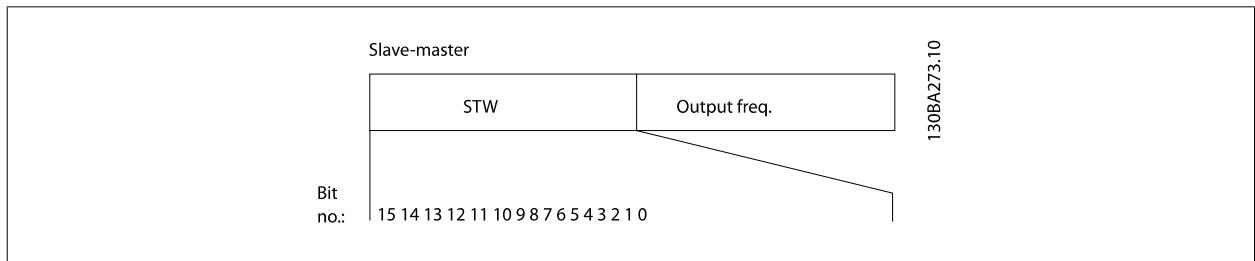 Slave-master
STW
Output freq.
130BA273.10
Bit
no.: 15 14 13 12 11 10 9 8 7 6 5 4 3 2 1 0